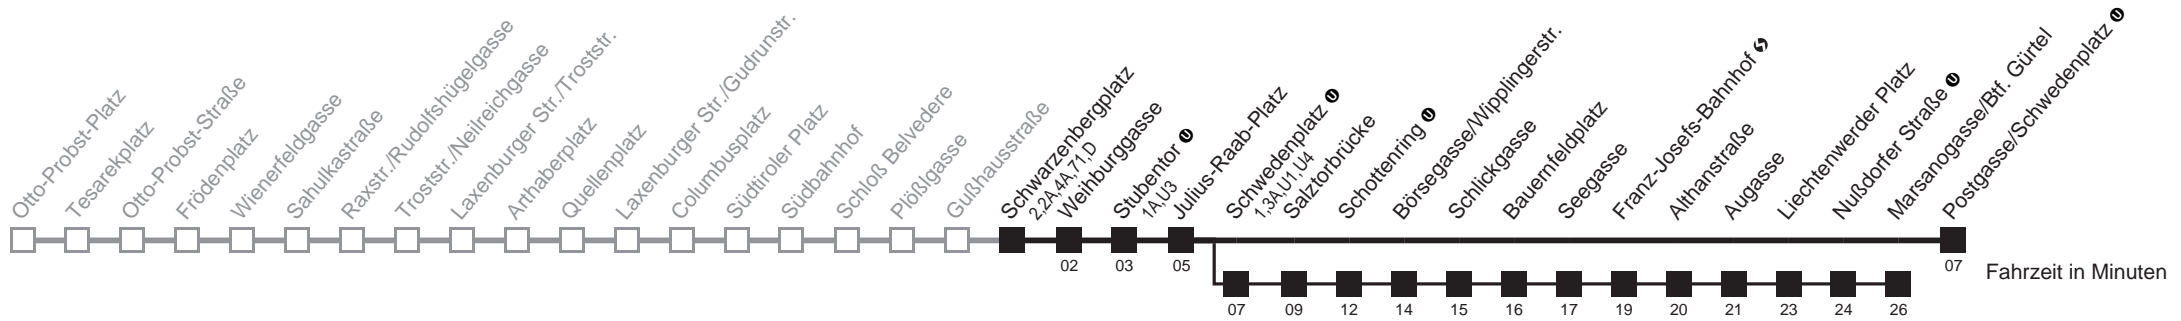 Otto-Probst-Platz
Tesarekplatz
Otto-Probst-Straße
Frödenplatz
Wienerfeldgasse
Sahulkastraße
Raxstr./Rudolfshügelgasse
Troststr./Neilreichgasse
Laxenburger Str./Troststr.
Arthaberplatz
Quellenplatz
Laxenburger Str./Gudrunstr.
Columbusplatz
Südtiroler Platz
Südbahnhof
Schloß Belvedere
Plößlgasse
Gußhausstraße
Schwarzenbergplatz
2,2A,4A,71,D
Weihburggasse
Stubentor U
1A,U3
Julius-Raab-Platz
Schwedenplatz U
1,3A,U1,U4
Salztorbrücke
Schottenring U
Börsegasse/Wipplingerstr.
Schlickgasse
Bauernfeldplatz
Seegasse
Franz-Josefs-Bahnhof S
Althanstraße
Augasse
Liechtenwerder Platz
Nußdorfer Straße U
Marsanogasse/Btf. Gürtel
Postgasse/Schwedenplatz U
02 03 05 07
Fahrzeit in Minuten
07 09 12 14 15 16 17 19 20 21 23 24 26